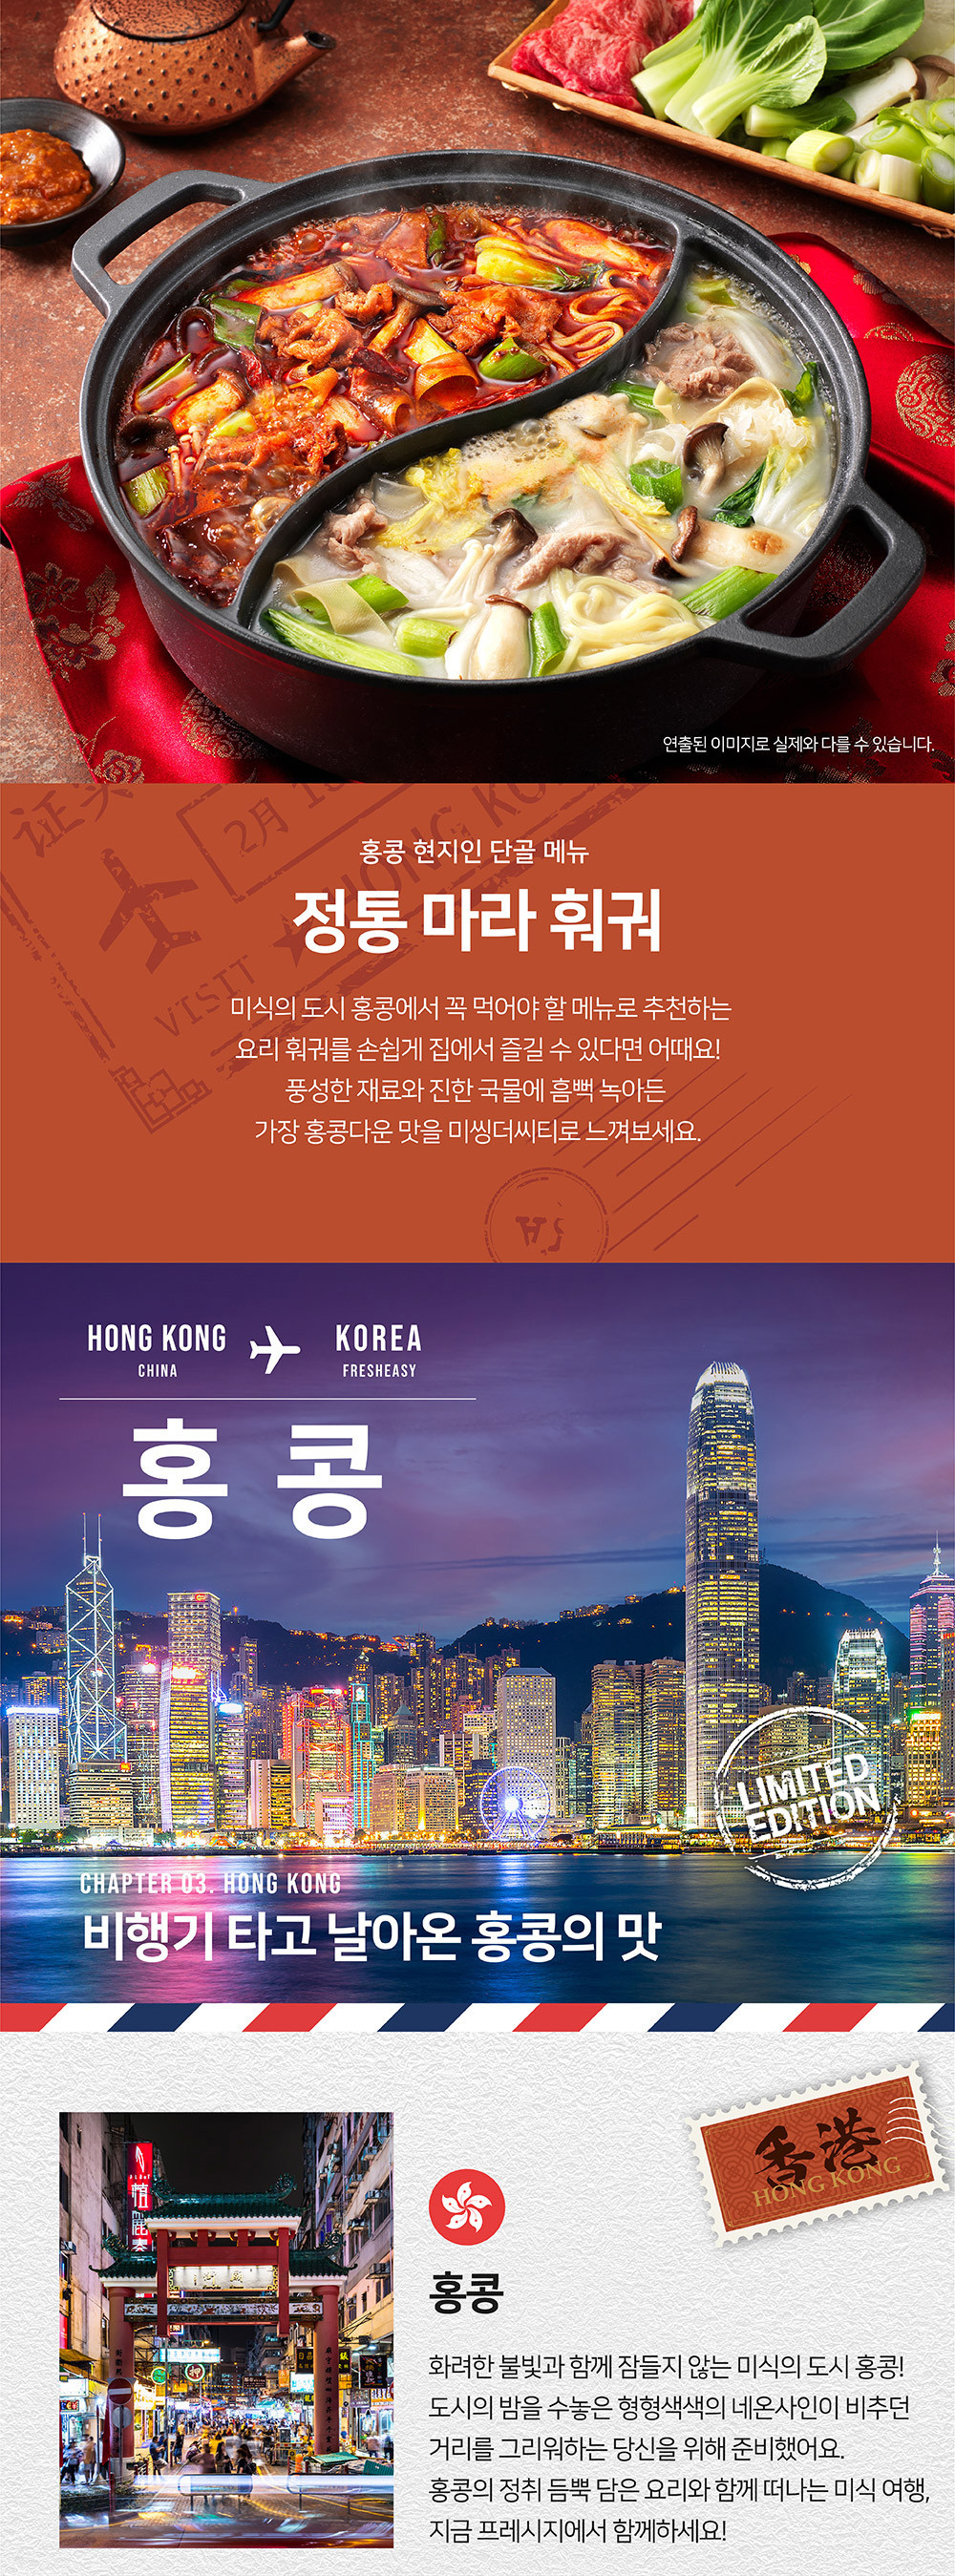 연출된 이미지로 실제와 다를 수 있습니다.
证实
2月 1
VISIT ★ HONG KO
홍콩 현지인 단골 메뉴
정통 마라 훠궈
미식의 도시 홍콩에서 꼭 먹어야 할 메뉴로 추천하는
요리 훠궈를 손쉽게 집에서 즐길 수 있다면 어때요!
풍성한 재료와 진한 국물에 흠뻑 녹아든
가장 홍콩다운 맛을 미씽더씨티로 느껴보세요.
HONG KONG KOREA
CHINA FRESHEASY
홍콩
LIMITED
EDITION
CHAPTER 03. HONG KONG
비행기 타고 날아온 홍콩의 맛
香港
HONG KONG
홍콩
화려한 불빛과 함께 잠들지 않는 미식의 도시 홍콩!
도시의 밤을 수놓은 형형색색의 네온사인이 비추던
거리를 그리워하는 당신을 위해 준비했어요.
홍콩의 정취 듬뿍 담은 요리와 함께 떠나는 미식 여행,
지금 프레시지에서 함께하세요!